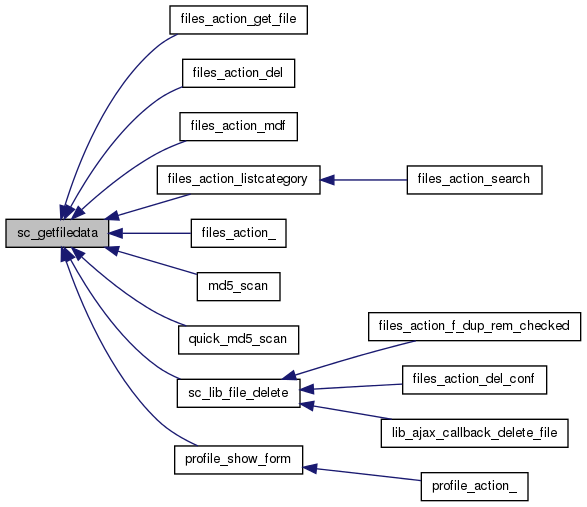 files_action_get_file
files_action_del
files_action_mdf
files_action_listcategory
files_action_search
sc_getfiledata
files_action_
md5_scan
files_action_f_dup_rem_checked
quick_md5_scan
files_action_del_conf
sc_lib_file_delete
lib_ajax_callback_delete_file
profile_show_form
profile_action_